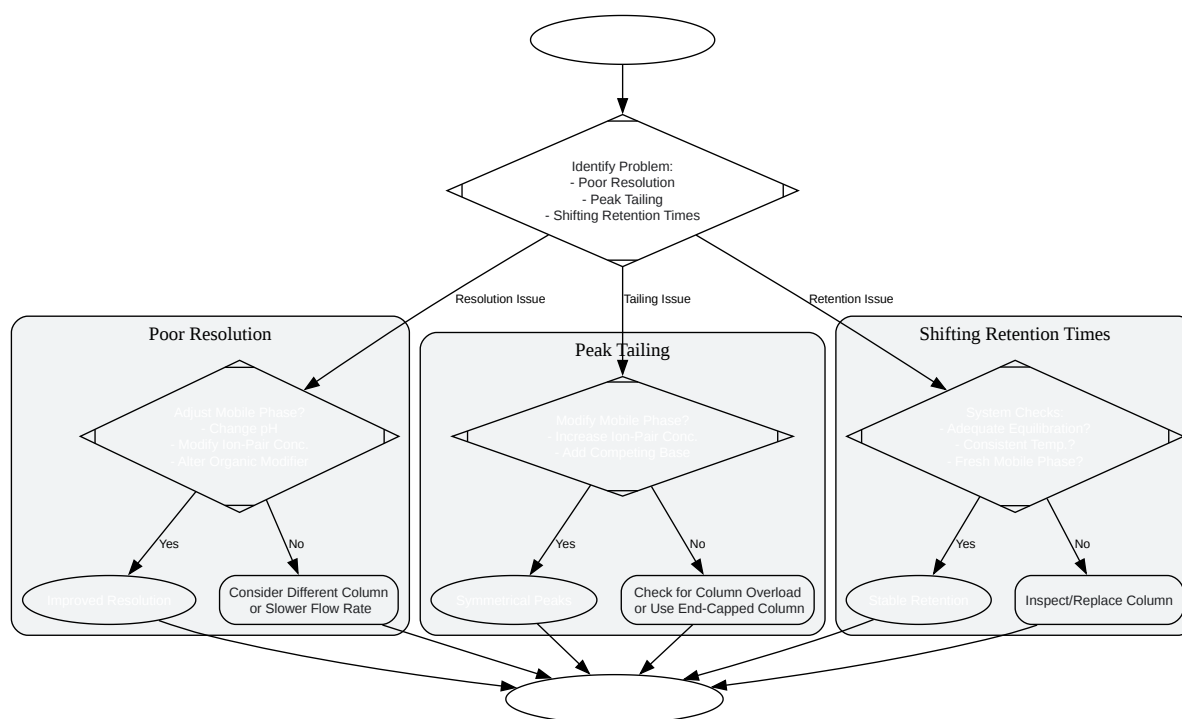 Identify Problem:
- Poor Resolution
- Peak Tailing
- Shifting Retention Times
Resolution Issue
Tailing Issue
Retention Issue
Poor Resolution
Adjust Mobile Phase?
- Change pH
- Modify Ion-Pair Conc.
- Alter Organic Modifier
Yes
No
Improved Resolution
Consider Different Column
or Slower Flow Rate
Peak Tailing
Modify Mobile Phase?
- Increase Ion-Pair Conc.
- Add Competing Base
Yes
No
Symmetrical Peaks
Check for Column Overload
or Use End-Capped Column
Shifting Retention Times
System Checks:
- Adequate Equilibration?
- Consistent Temp.?
- Fresh Mobile Phase?
Yes
No
Stable Retention
Inspect/Replace Column